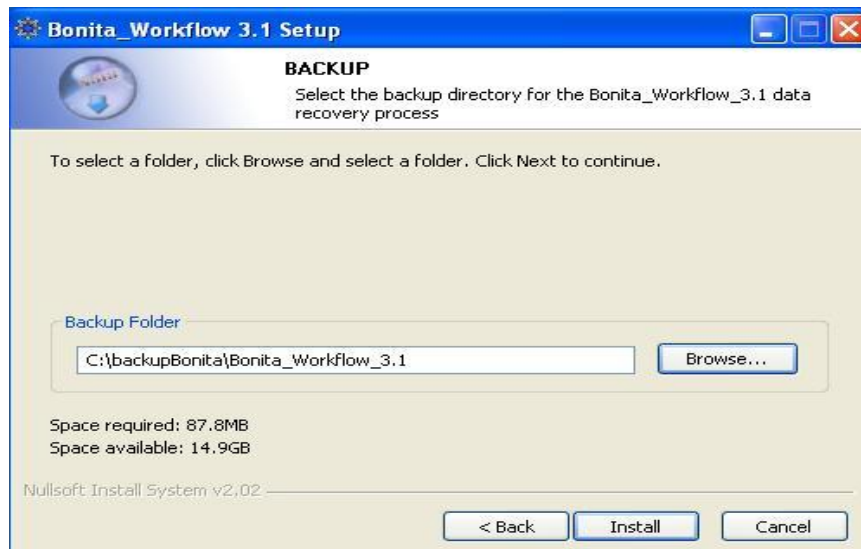 Bonita_Workflow 3.1 Setup
BACKUP
Select the backup directory for the Bonita_Workflow_3.1 data
recovery process
To select a folder, click Browse and select a folder. Click Next to continue.
Backup Folder
C:\backupBonita\Bonita_Workflow_3.1
Browse...
Space required: 87.8MB
Space available: 14.9GB
Nullsoft Install System v2.02
< Back Install Cancel